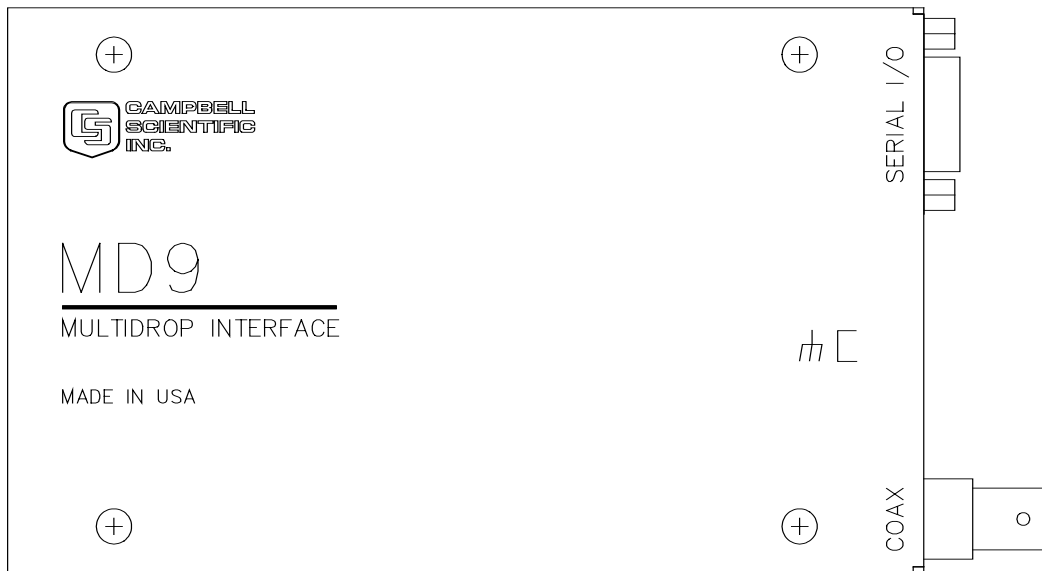 CAMPBELL
SCIENTIFIC
INC.
MD9
MULTIDROP INTERFACE
MADE IN USA
SERIAL I/O
COAX